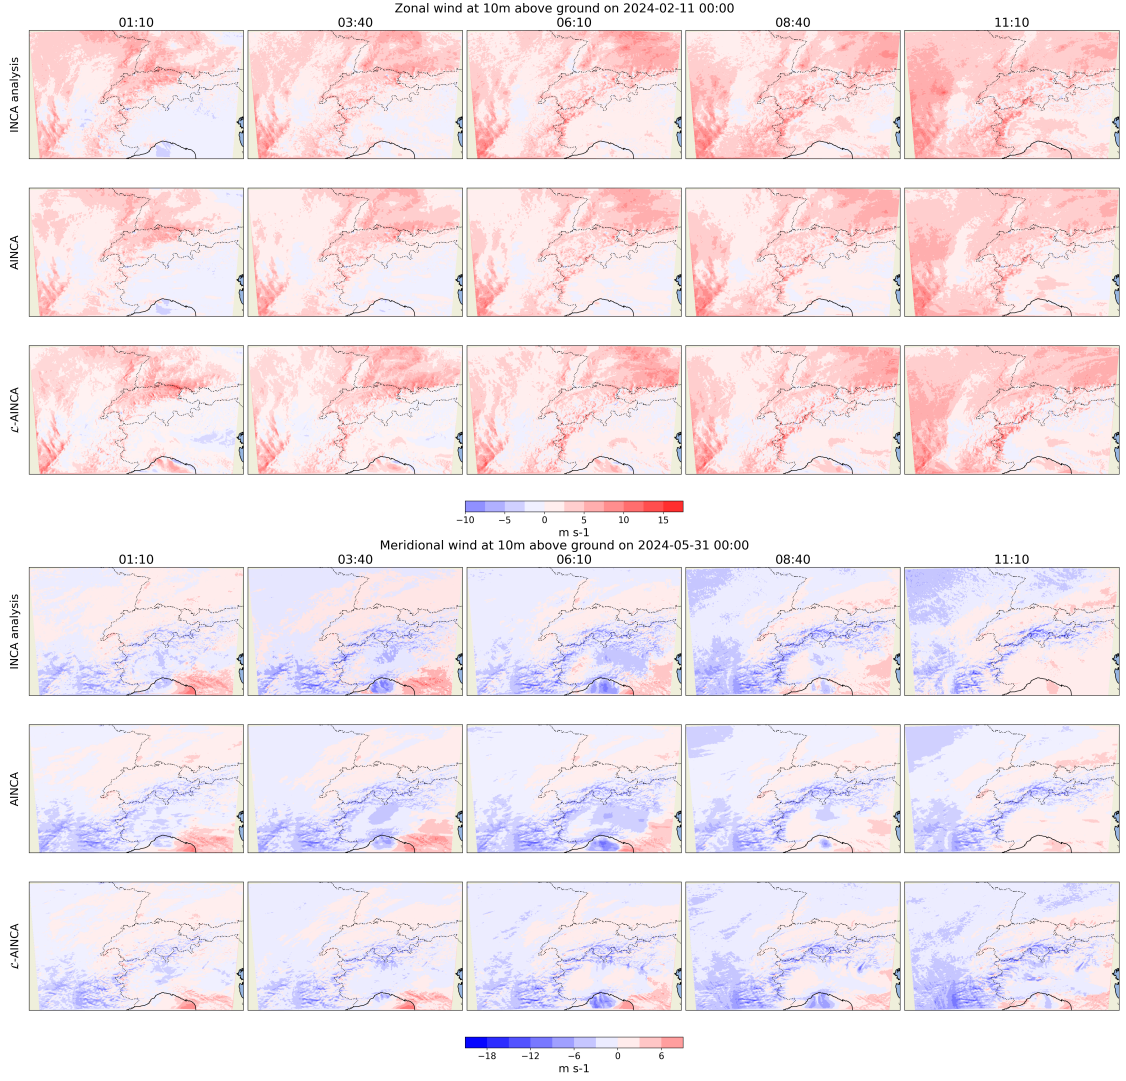 Zonal wind at 10m above ground on 2024-02-11 00:00
01:10 03:40 06:10 08:40 11:10
INCA analysis
AINCA
ℒ-AINCA
−10 −5 0 5 10 15
m s-1
Meridional wind at 10m above ground on 2024-05-31 00:00
01:10 03:40 06:10 08:40 11:10
INCA analysis
AINCA
ℒ-AINCA
−18 −12 −6 0 6
m s-1